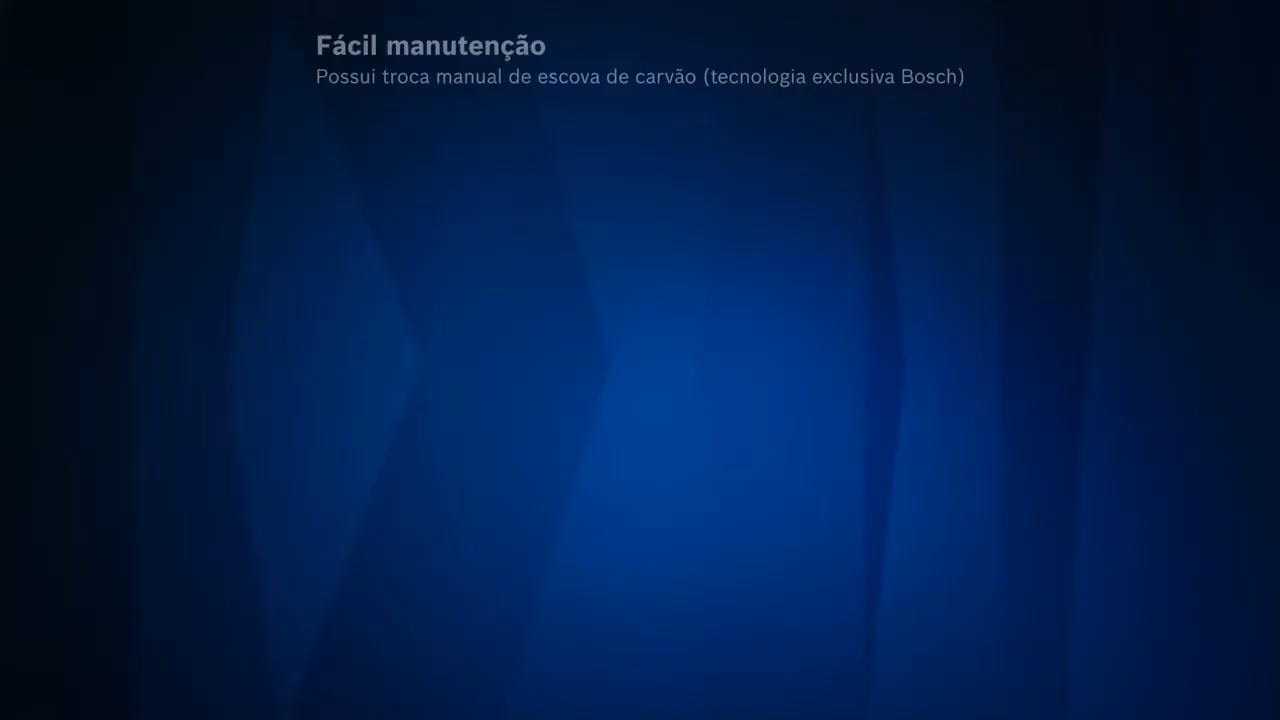 Fácil manutenção
Possui troca manual de escova de carvão (tecnologia exclusiva Bosch)